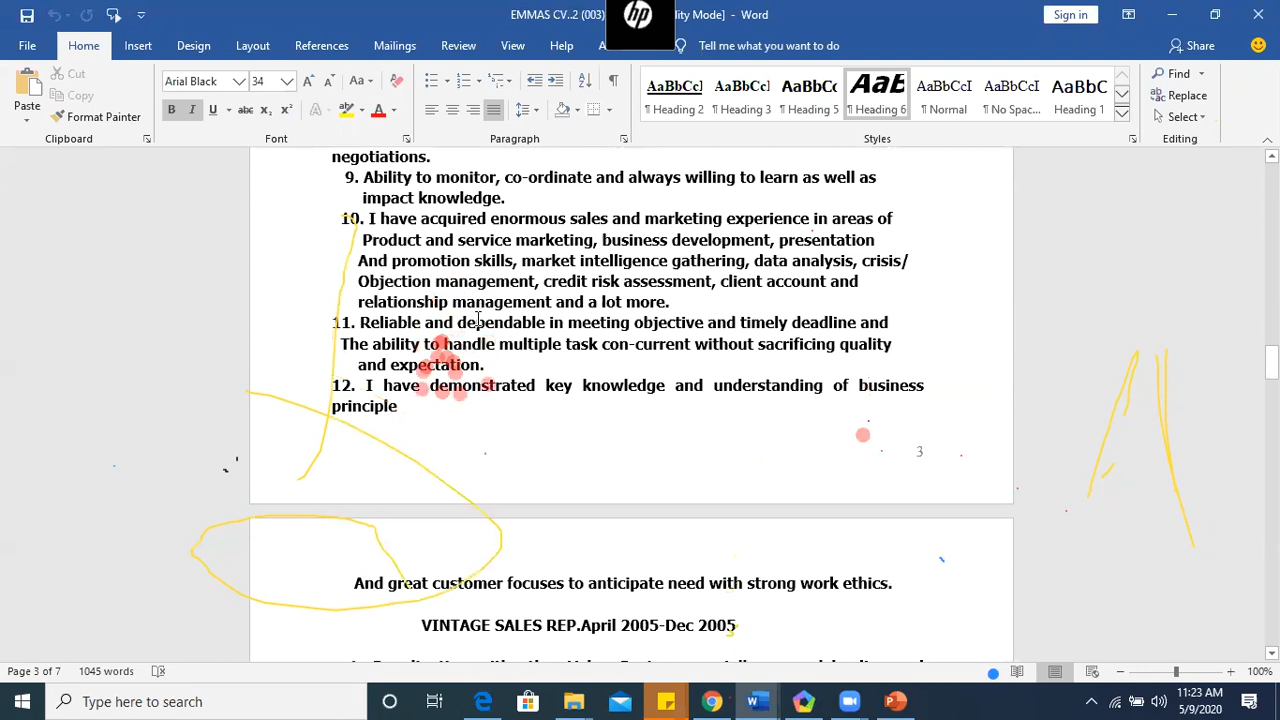 EMMAS CV..2 (003)
lity Mode] - Word
Sign in
File Home Insert Design Layout References Mailings Review View Help Tell me what you want to do Share
Paste Cut Copy Format Painter
Clipboard
Arial Black 34
Font
Paragraph
AaBbCcI AaBbCcl AaBbCc AaB AaBbCcI AaBbCcI AaBbC
¶ Heading 2 ¶ Heading 3 ¶ Heading 5 ¶ Heading 6 ¶ Normal ¶ No Spac... Heading 1
Styles
Find
Replace
Select
Editing
negotiations.
9. Ability to monitor, co-ordinate and always willing to learn as well as
impact knowledge.
10. I have acquired enormous sales and marketing experience in areas of
Product and service marketing, business development, presentation
And promotion skills, market intelligence gathering, data analysis, crisis/
Objection management, credit risk assessment, client account and
relationship management and a lot more.
11. Reliable and dependable in meeting objective and timely deadline and
The ability to handle multiple task con-current without sacrificing quality
and expectation.
12. I have demonstrated key knowledge and understanding of business
principle
3
And great customer focuses to anticipate need with strong work ethics.
VINTAGE SALES REP.April 2005-Dec 2005
Page 3 of 7 1045 words
100%
Type here to search
11:23 AM
5/9/2020